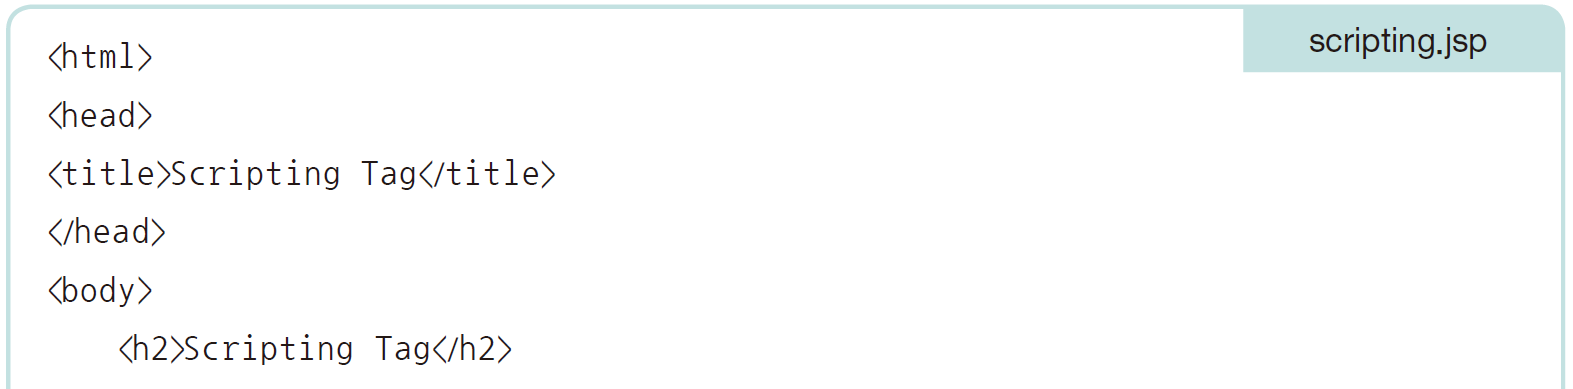 scripting.jsp
<html>
<head>
<title>Scripting Tag</title>
</head>
<body>
    <h2>Scripting Tag</h2>